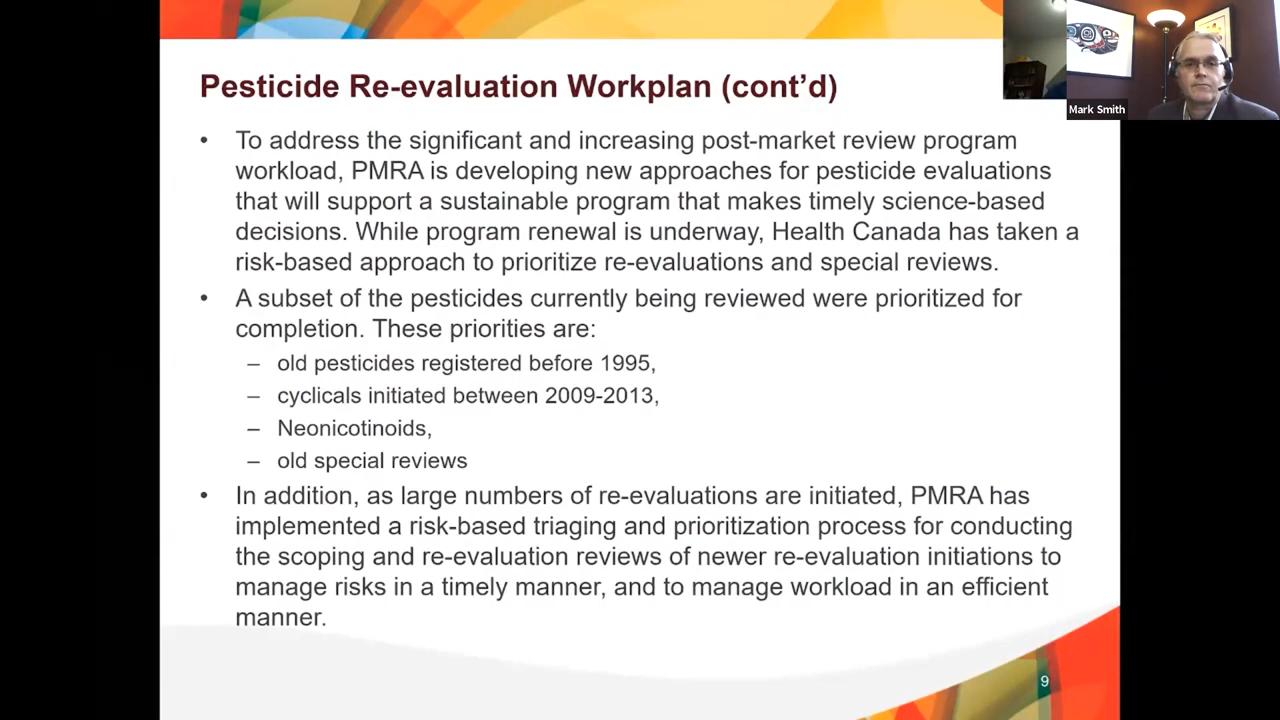 Pesticide Re-evaluation Workplan (cont’d)
Mark Smith
• To address the significant and increasing post-market review program
workload, PMRA is developing new approaches for pesticide evaluations
that will support a sustainable program that makes timely science-based
decisions. While program renewal is underway, Health Canada has taken a
risk-based approach to prioritize re-evaluations and special reviews.
• A subset of the pesticides currently being reviewed were prioritized for
completion. These priorities are:
– old pesticides registered before 1995,
– cyclicals initiated between 2009-2013,
– Neonicotinoids,
– old special reviews
• In addition, as large numbers of re-evaluations are initiated, PMRA has
implemented a risk-based triaging and prioritization process for conducting
the scoping and re-evaluation reviews of newer re-evaluation initiations to
manage risks in a timely manner, and to manage workload in an efficient
manner.
9